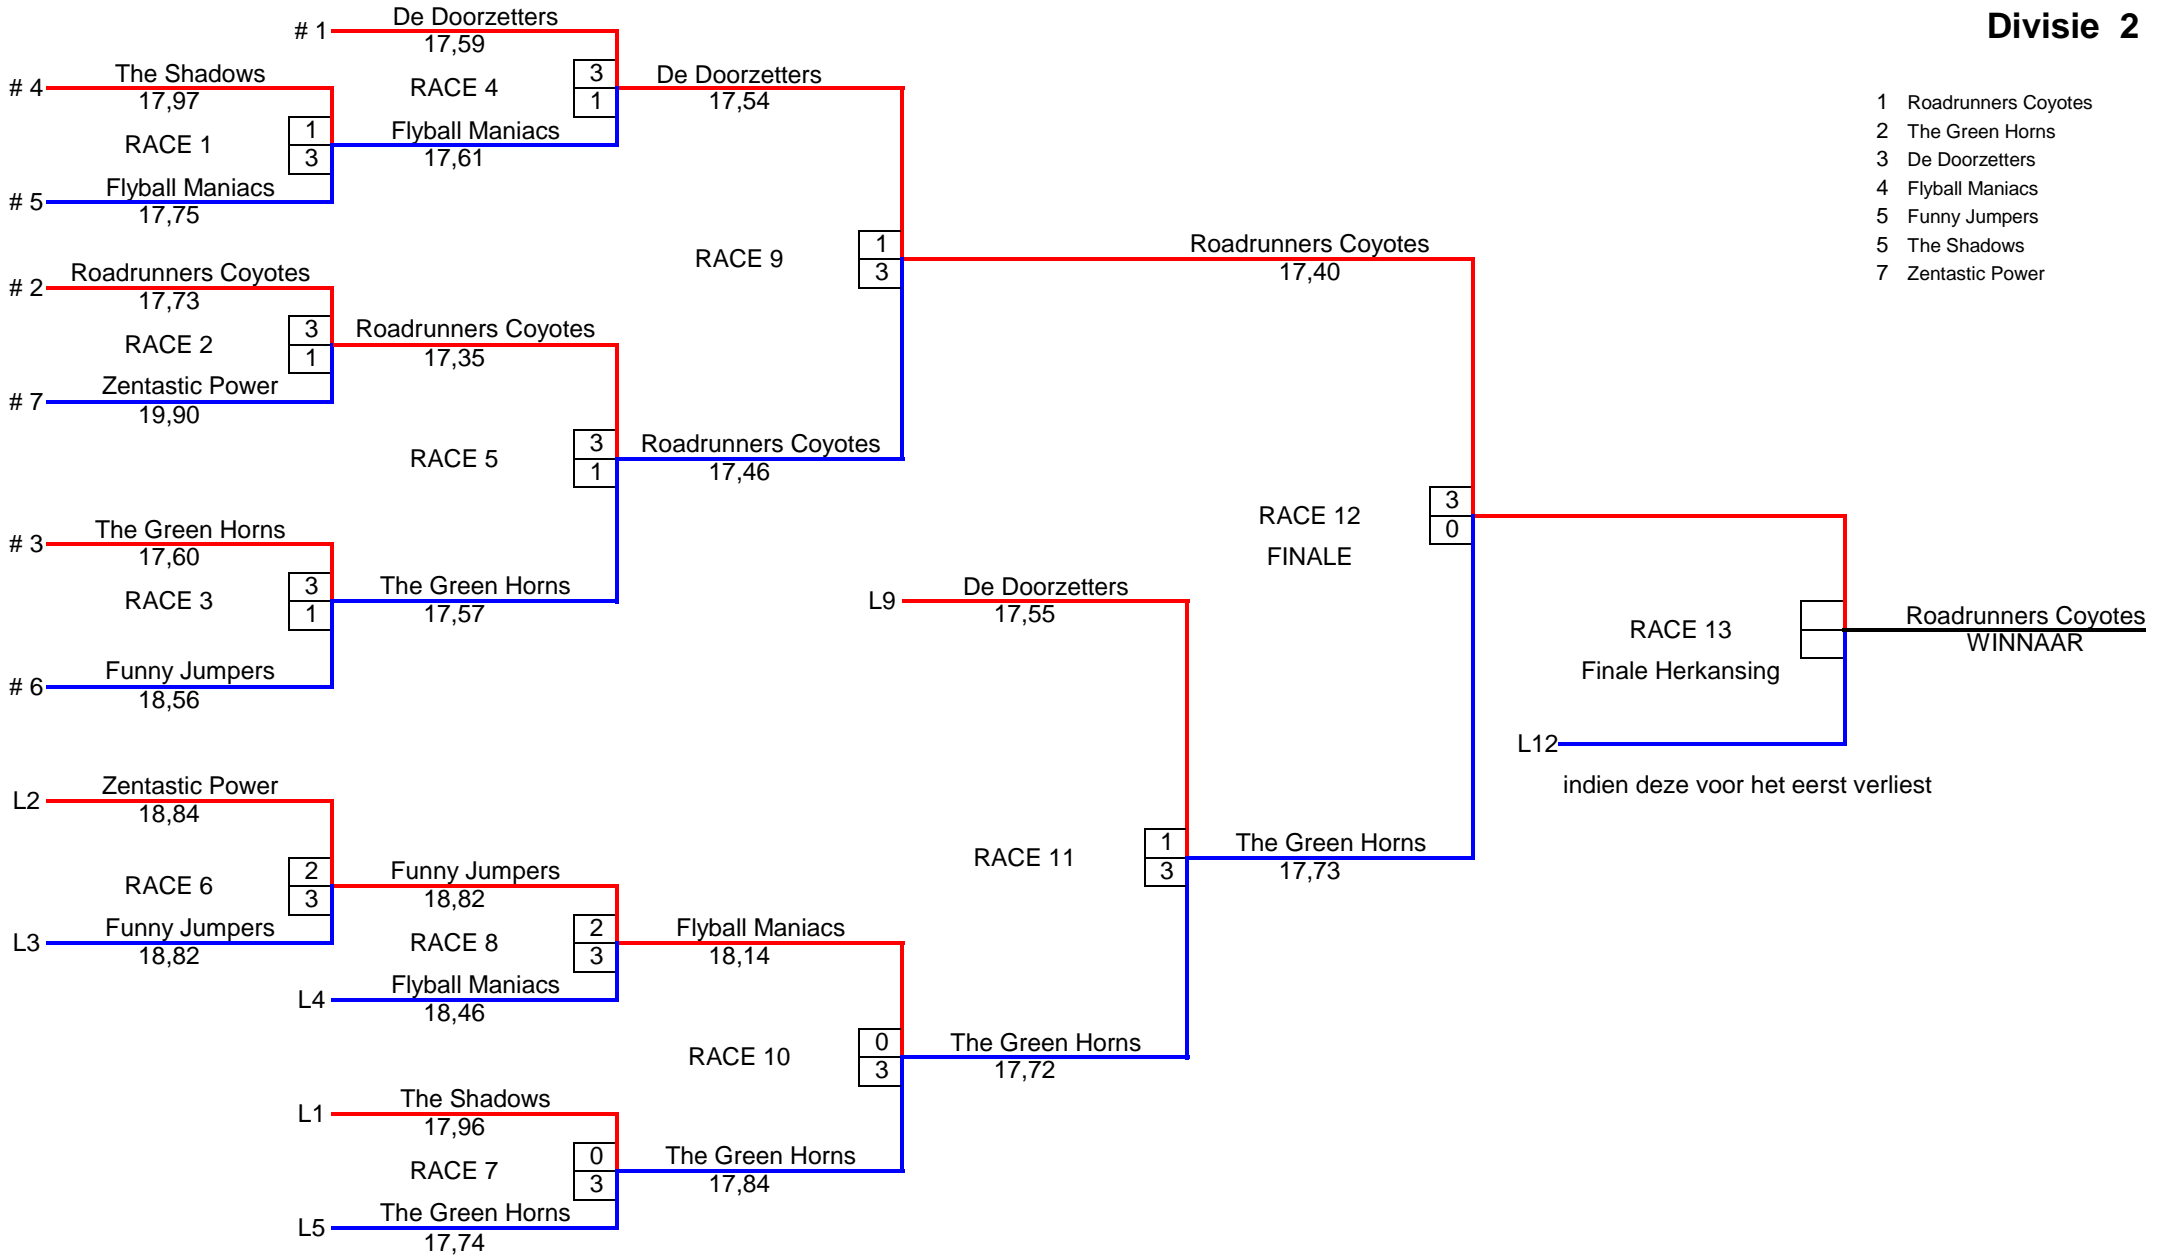 Divisie 2
1 Roadrunners Coyotes
2 The Green Horns
3 De Doorzetters
4 Flyball Maniacs
5 Funny Jumpers
5 The Shadows
7 Zentastic Power
# 1
De Doorzetters
17,59
# 4
The Shadows
17,97
RACE 1
1
3
# 5
Flyball Maniacs
17,75
RACE 4
3
1
Flyball Maniacs
17,61
De Doorzetters
17,54
# 2
Roadrunners Coyotes
17,73
RACE 2
3
1
# 7
Zentastic Power
19,90
Roadrunners Coyotes
17,35
RACE 5
3
1
# 3
The Green Horns
17,60
RACE 3
3
1
# 6
Funny Jumpers
18,56
The Green Horns
17,57
Roadrunners Coyotes
17,46
RACE 9
1
3
Roadrunners Coyotes
17,40
L2
Zentastic Power
18,84
RACE 6
2
3
L3
Funny Jumpers
18,82
Funny Jumpers
18,82
RACE 8
2
3
L4
Flyball Maniacs
18,46
Flyball Maniacs
18,14
L1
The Shadows
17,96
RACE 7
0
3
L5
The Green Horns
17,74
The Green Horns
17,84
RACE 10
0
3
L9
De Doorzetters
17,55
RACE 11
1
3
The Green Horns
17,72
The Green Horns
17,73
RACE 12
FINALE
3
0
RACE 13
Finale Herkansing
L12
indien deze voor het eerst verliest
Roadrunners Coyotes
WINNAAR